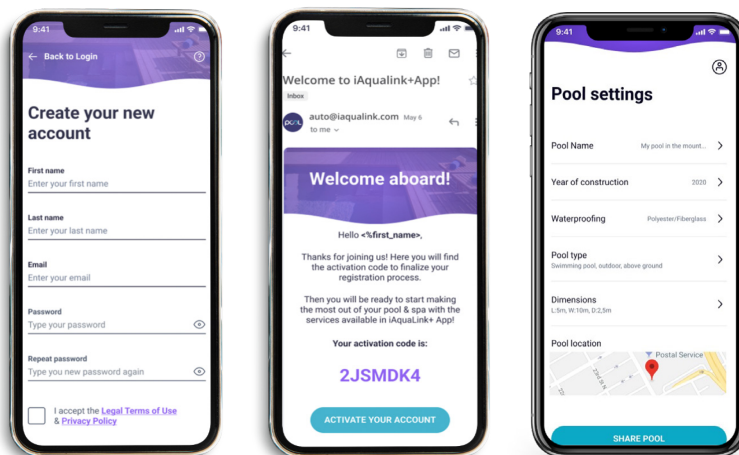 9:41
Back to Login
Create your new
account
First name
Enter your first name
Last name
Enter your last name
Email
Enter your email
Password
Type your password
Repeat password
Type you new password again
I accept the Legal Terms of Use
& Privacy Policy
9:41
Welcome to iAqualink+App!
Inbox
auto@iaqualink.com May 6
to me
Welcome aboard!
Hello <%first_name>,
Thanks for joining us! Here you will find
the activation code to finalize your
registration process.
Then you will be ready to start making
the most out of your pool & spa with the
services available in iAquaLink+ App!
Your activation code is:
2JSMDK4
ACTIVATE YOUR ACCOUNT
9:41
Pool settings
Pool Name My pool in the mount...
Year of construction 2020
Waterproofing Polyester/Fiberglass
Pool type
Swimming pool, outdoor, above ground
Dimensions
L:5m, W:10m, D:2,5m
Pool location
Postal Service
23rd St N
SHARE POOL